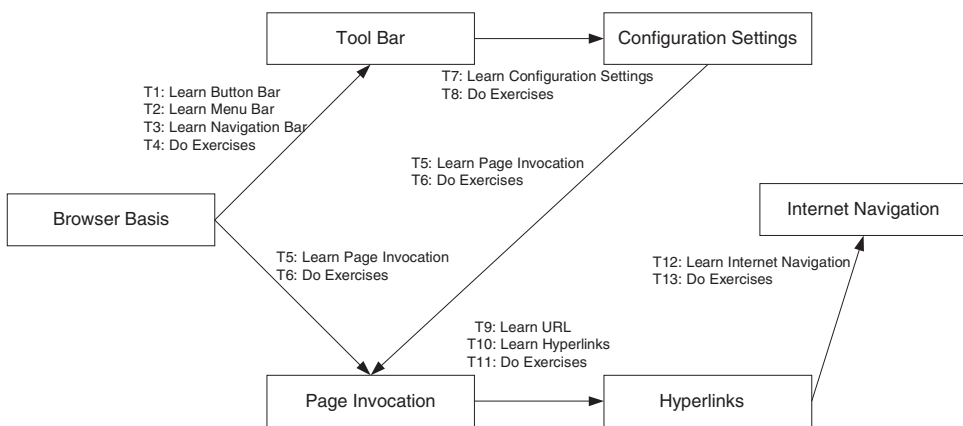 Tool Bar
Configuration Settings
T7: Learn Configuration Settings
T8: Do Exercises
T1: Learn Button Bar
T2: Learn Menu Bar
T3: Learn Navigation Bar
T4: Do Exercises
T5: Learn Page Invocation
T6: Do Exercises
Browser Basis
Internet Navigation
T5: Learn Page Invocation
T6: Do Exercises
T12: Learn Internet Navigation
T13: Do Exercises
T9: Learn URL
T10: Learn Hyperlinks
T11: Do Exercises
Page Invocation
Hyperlinks